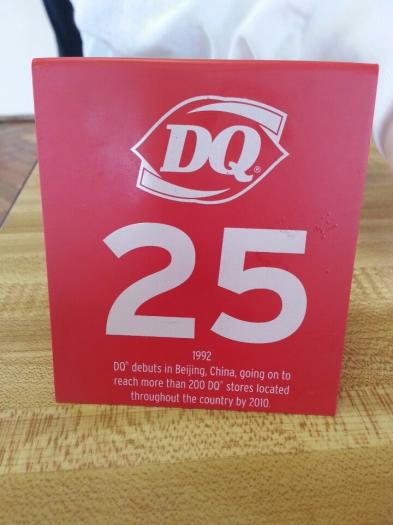 DQ®
25
1992
DQ® debuts in Beijing, China, going on to
reach more than 200 DQ® stores located
throughout the country by 2010.